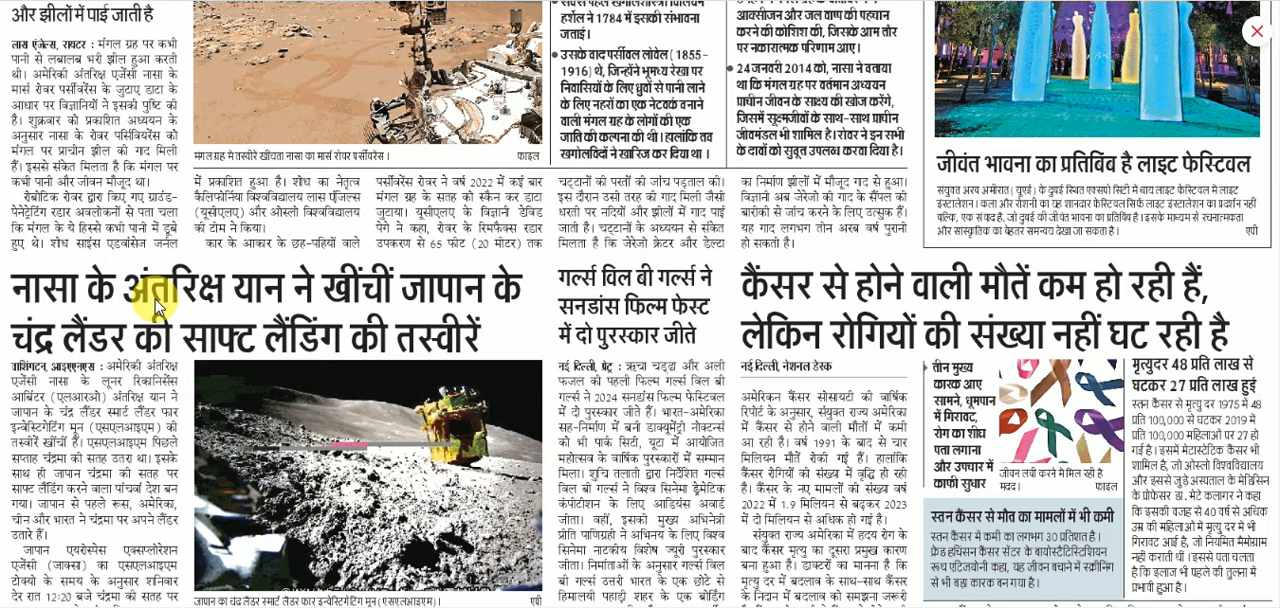 और झीलों में पाई जाती है
लास एंजेल्स, रायटर : मंगल ग्रह पर कभी
पानी से लबालब भरी झील हुआ करती
थी। अमेरिकी अंतरिक्ष एजेंसी नासा के
मार्स रोवर पर्सीवरेंस के जुटाए डाटा के
आधार पर विज्ञानियों ने इसकी पुष्टि की
है। शुक्रवार को प्रकाशित अध्ययन के
अनुसार नासा के रोवर पर्सिवियरेंस को
मंगल पर प्राचीन झील की गाद मिली
है। इससे संकेत मिलता है कि मंगल पर
कभी पानी और जीवन मौजूद था।
रोबोटिक रोवर द्वारा किए गए ग्राउंड-
पेनेट्रेटिंग रडार अवलोकनों से पता चला
कि मंगल के ये हिस्से कभी पानी में डूबे
हुए थे। शोध साइंस एडवांसेज जर्नल
मंगल ग्रह में तस्वीरें खींचता नासा का मार्स रोवर पर्सीवरेंस। फाइल
में प्रकाशित हुआ है। शोध का नेतृत्व
कैलिफोर्निया विश्वविद्यालय लास एंजिल्स
(यूसीएलए) और ओस्लो विश्वविद्यालय
की टीम ने किया।
कार के आकार के छह-पहियों वाले
पर्सीवरेंस रोवर ने वर्ष 2022 में कई बार
मंगल ग्रह के सतह को स्कैन कर डाटा
जुटाया। यूसीएलए के विज्ञानी डेविड
पेगे ने कहा, रोवर के रिमफैक्स रडार
उपकरण से 65 फीट (20 मीटर) तक
चट्टानों की परतों की जांच पड़ताल की।
इस दौरान उसी तरह की गाद मिली जैसी
धरती पर नदियों और झीलों में गाद पाई
जाती है। चट्टानों के अध्ययन से संकेत
मिलता है कि जेरेजो क्रेटर और डेल्टा
का निर्माण झीलों में मौजूद गाद से हुआ।
विज्ञानी अब जेरेजो की गाद के सैंपल की
बारीकी से जांच करने के लिए उत्सुक हैं।
यह गाद लगभग तीन अरब वर्ष पुरानी
हो सकती है।
सबसे पहले खगोलशास्त्री विलियम
हर्शेल ने 1784 में इसकी संभावना
जताई।
● उसके बाद पर्सीवल लोवेल (1855-
1916) थे, जिन्होंने भूमध्य रेखा पर
निवासियों के लिए ध्रुवों से पानी लाने
के लिए नहरों का एक नेटवर्क बनाने
वाली मंगल ग्रह के लोगों की एक
जाति की कल्पना की थी। हालांकि तब
खगोलविदों ने खारिज कर दिया था।
आक्सीजन और जल वाष्प की पहचान
करने की कोशिश की, जिसके आम तौर
पर नकारात्मक परिणाम आए।
● 24 जनवरी 2014 को, नासा ने बताया
था कि मंगल ग्रह पर वर्तमान अध्ययन
प्राचीन जीवन के साक्ष्य की खोज करेंगे,
जिसमें सूक्ष्मजीवों के साथ-साथ प्राचीन
जीवमंडल भी शामिल है। रोवर ने इन सभी
के दावों को सुबूत उपलब्ध करवा दिया है।
जीवंत भावना का प्रतिबिंब है लाइट फेस्टिवल
संयुक्त अरब अमीरात (यूएई) के दुबई स्थित एक्सपो सिटी में धाय लाइट फेस्टिवल में लाइट
इंस्टालेशन। कला और रोशनी का यह शानदार फेस्टिवल सिर्फ लाइट इंस्टालेशन का प्रदर्शन नहीं
बल्कि, एक संवाद है, जो दुबई की जीवंत भावना का प्रतिबिंब है। इसके माध्यम से रचनात्मकता
और सांस्कृतिक का बेहतर समन्वय देखा जा सकता है। एपी
नासा के अंतरिक्ष यान ने खींचीं जापान के
चंद्र लैंडर की साफ्ट लैंडिंग की तस्वीरें
वाशिंगटन, आइएएनएस : अमेरिकी अंतरिक्ष
एजेंसी नासा के लूनर रिकानिसेंस
आर्बिटर (एलआरओ) अंतरिक्ष यान ने
जापान के चंद्र लैंडर स्मार्ट लैंडर फार
इन्वेस्टिगेटिंग मून (एसएलआइएम) की
तस्वीरें खींचीं हैं। एसएलआइएम पिछले
सप्ताह चंद्रमा की सतह उतरा था। इसके
साथ ही जापान चंद्रमा की सतह पर
साफ्ट लैंडिंग करने वाला पांचवां देश बन
गया। जापान से पहले रूस, अमेरिका,
चीन और भारत ने चंद्रमा पर अपने लैंडर
उतारे हैं।
जापान एयरोस्पेस एक्सप्लोरेशन
एजेंसी (जाक्सा) का एसएलआइएम
टोक्यो के समय के अनुसार शनिवार
देर रात 12:20 बजे चंद्रमा की सतह पर
जापान का चंद्र लैंडर स्मार्ट लैंडर फार इन्वेस्टिगेटिंग मून (एसएलआइएम)। एपी
गर्ल्स विल बी गर्ल्स ने
सनडांस फिल्म फेस्ट
में दो पुरस्कार जीते
नई दिल्ली, प्रेट्र : ऋचा चड्ढा और अली
फजल की पहली फिल्म गर्ल्स विल बी
गर्ल्स ने 2024 सनडांस फिल्म फेस्टिवल
में दो पुरस्कार जीते हैं। भारत-अमेरिका
सह-निर्माण में बनी डाक्यूमेंट्री नोक्टर्न्स
को भी पार्क सिटी, यूटा में आयोजित
महोत्सव के वार्षिक पुरस्कारों में सम्मान
मिला। शुचि तलाती द्वारा निर्देशित गर्ल्स
विल बी गर्ल्स ने विश्व सिनेमा ड्रेमेटिक
कंपीटीशन के लिए आडियंस अवार्ड
जीता। वहीं, इसकी मुख्य अभिनेत्री
प्रीति पाणिग्रही ने अभिनय के लिए विश्व
सिनेमा नाटकीय विशेष ज्यूरी पुरस्कार
जीता। निर्माताओं के अनुसार गर्ल्स विल
बी गर्ल्स उत्तरी भारत के एक छोटे से
हिमालयी पहाड़ी शहर के एक बोर्डिंग
कैंसर से होने वाली मौतें कम हो रही हैं,
लेकिन रोगियों की संख्या नहीं घट रही है
नई दिल्ली, नेशनल डेस्क
अमेरिकन कैंसर सोसायटी की वार्षिक
रिपोर्ट के अनुसार, संयुक्त राज्य अमेरिका
में कैंसर से होने वाली मौतों में कमी
आ रही है। वर्ष 1991 के बाद से चार
मिलियन मौतें रोकी गई हैं। हालांकि
कैंसर रोगियों की संख्य में वृद्धि हो रही
है। कैंसर के नए मामलों की संख्य वर्ष
2022 में 1.9 मिलियन से बढ़कर 2023
में दो मिलियन से अधिक हो गई है।
संयुक्त राज्य अमेरिका में हृदय रोग के
बाद कैंसर मृत्यु का दूसरा प्रमुख कारण
बना हुआ है। डाक्टरों का मानना है कि
मृत्यु दर में बदलाव के साथ-साथ कैंसर
के निदान में बदलाव को समझना जरूरी
तीन मुख्य
कारक आए
सामने, धूमपान
में गिरावट,
रोग का शीघ्र
पता लगाना
और उपचार में
काफी सुधार
जीवन लंबी करने में मिल रही है
मदद। फाइल
स्तन कैंसर से मौत का मामलों में भी कमी
स्तन कैंसर में कमी का लगभग 30 प्रतिशत है।
फ्रेड हचिंसन कैंसर सेंटर के बायोस्टैटिस्टिशियन
रूथ एटिजयोनी कहा, यह जीवन बचाने में स्क्रीनिंग
से भी बड़ा कारक बन गया है।
मृत्युदर 48 प्रति लाख से
घटकर 27 प्रति लाख हुई
स्तन कैंसर से मृत्यु दर 1975 में 48
प्रति 100,000 से घटकर 2019 में
प्रति 100,000 महिलाओं पर 27 हो
गई है। इसमें मेटास्टेटिक कैंसर भी
शामिल है, जो ओस्लो विश्वविद्यालय
और इससे जुड़े अस्पताल के मेडिसिन
के प्रोफेसर डा. मेटे कलागर ने कहा
कि इसकी वजह से 40 वर्ष से अधिक
उम्र की महिलाओं में मृत्यु दर में भी
गिरावट आई है, जो नियमित मैमोग्राम
नहीं कराती थीं। इससे पता चलता
है कि इलाज भी पहले की तुलना में
प्रभावी हुआ है।